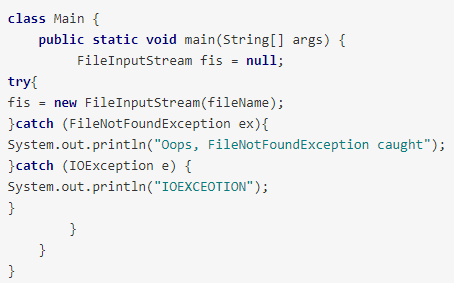 class Main {
    public static void main(String[] args) {
         FileInputStream fis = null;
try{
fis = new FileInputStream(fileName);
}catch (FileNotFoundException ex){
System.out.println("Oops, FileNotFoundException caught");
}catch (IOException e) {
System.out.println("IOEXCEOTION");
}
        }
    }
}